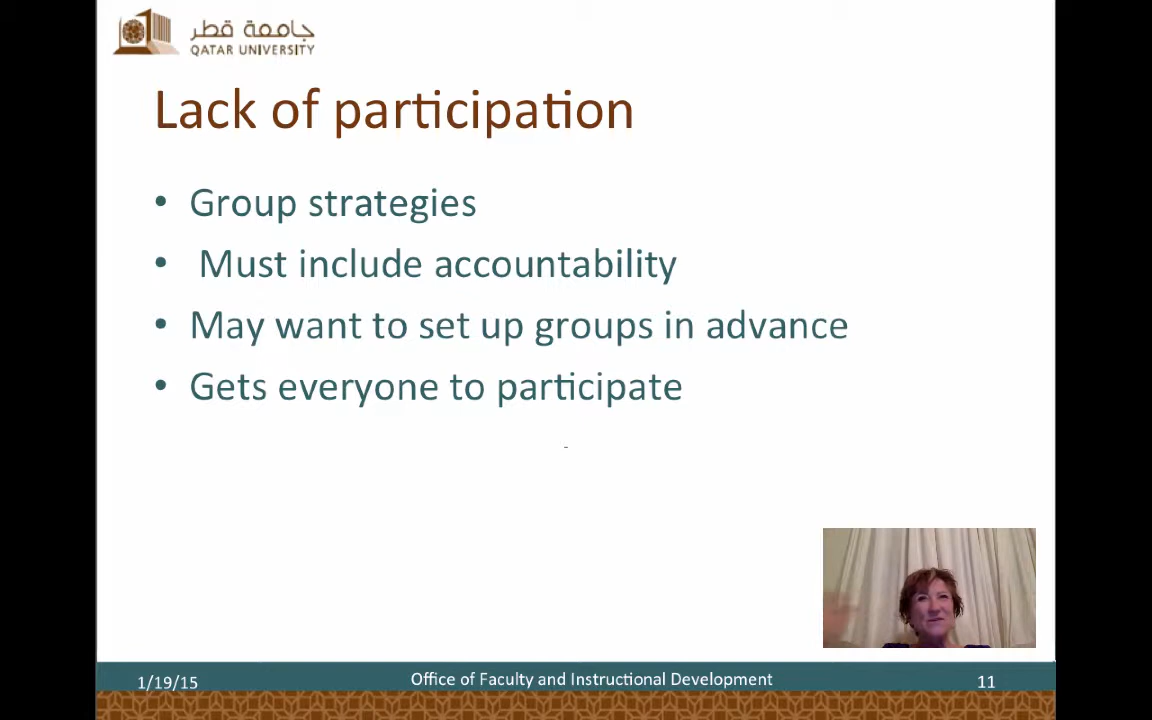 جامعة قطر
QATAR UNIVERSITY
Lack of participation
• Group strategies
• Must include accountability
• May want to set up groups in advance
• Gets everyone to participate
-
1/19/15
Office of Faculty and Instructional Development
11